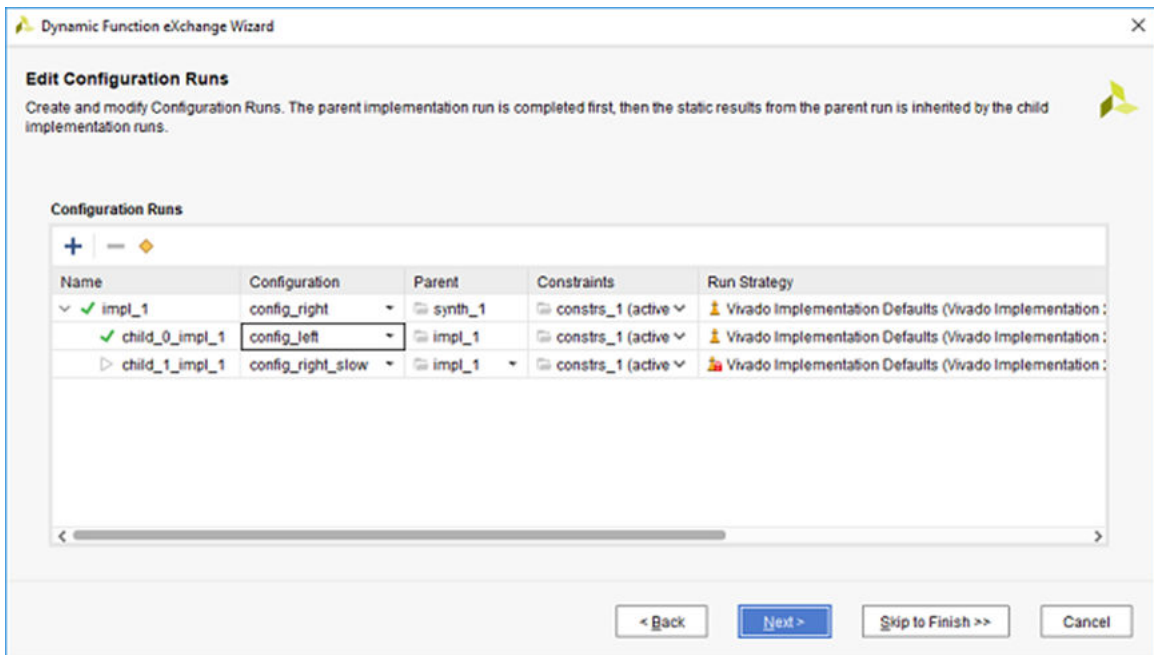 Dynamic Function eXchange Wizard
Edit Configuration Runs
Create and modify Configuration Runs. The parent implementation run is completed first, then the static results from the parent run is inherited by the child
implementation runs.
Configuration Runs
Name Configuration Parent Constraints Run Strategy
impl_1 config_right synth_1 constrs_1 (active Vivado Implementation Defaults (Vivado Implementation
child_0_impl_1 config_left impl_1 constrs_1 (active Vivado Implementation Defaults (Vivado Implementation
child_1_impl_1 config_right_slow impl_1 constrs_1 (active Vivado Implementation Defaults (Vivado Implementation
< Back Next > Skip to Finish >> Cancel